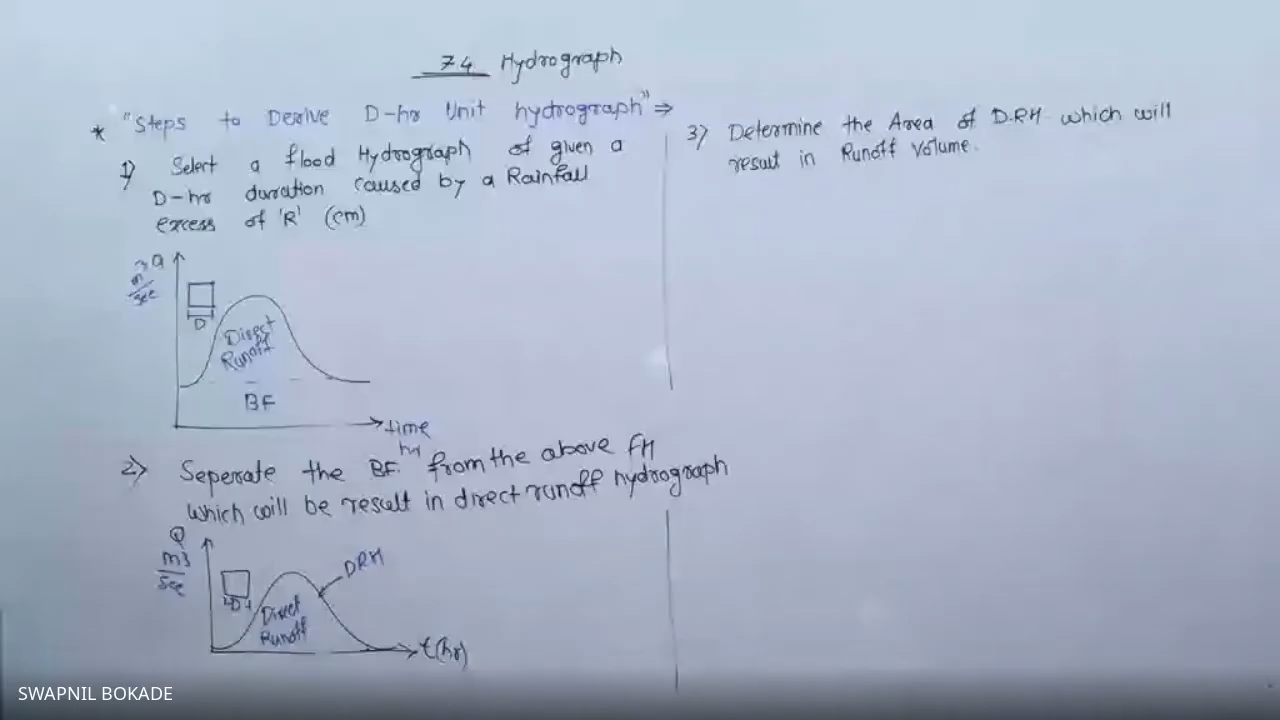 74 Hydrograph
* "Steps to Derive D-hr Unit hydrograph" ⇒
1) Select a flood Hydrograph of given a
D-hr duration caused by a Rainfall
excess of 'R' (cm)
Q
m3/sec
D
Direct
Runoff
BF
time
hr
2) Seperate the BF. from the above FH
which will be result in direct runoff hydrograph
Q
m3/sec
D
DRH
Direct
Runoff
t(hr)
3) Determine the Area of DRH which will
result in Runoff Volume.
SWAPNIL BOKADE